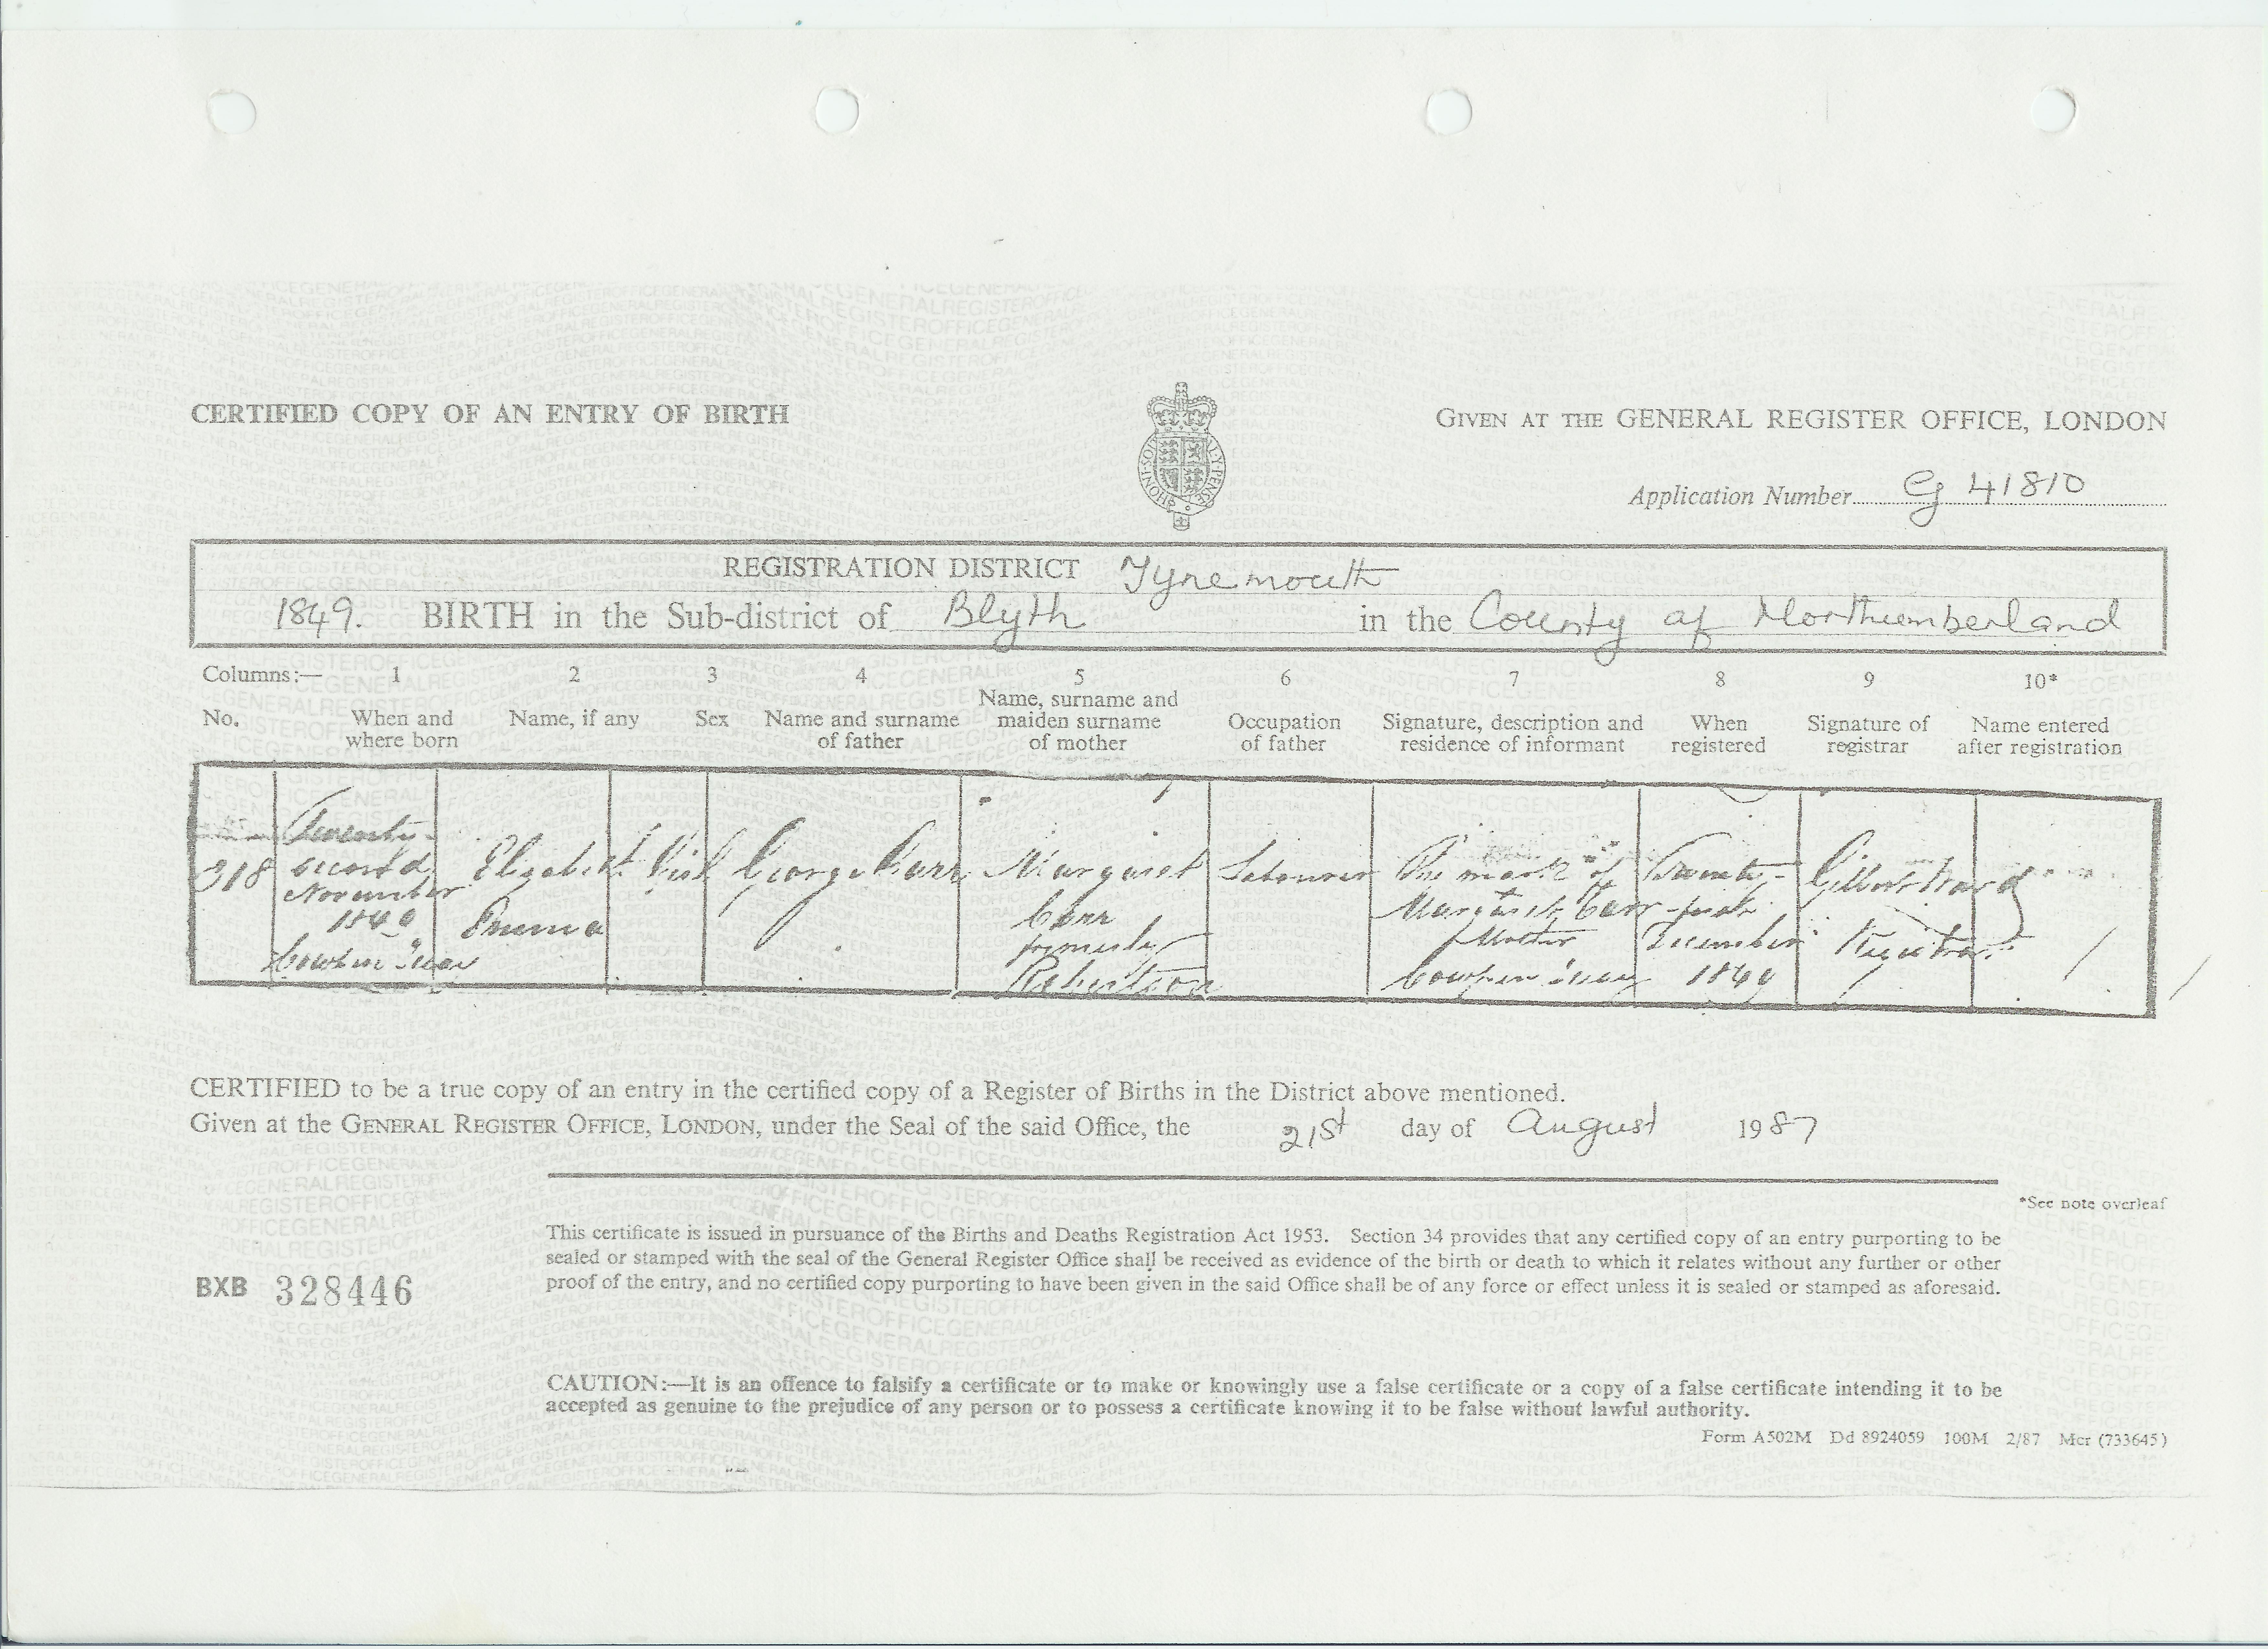 CERTIFIED COPY OF AN ENTRY OF BIRTH
GIVEN AT THE GENERAL REGISTER OFFICE, LONDON
HONI SOIT
Application Number G 41810
REGISTRATION DISTRICT Tynemouth
1849. BIRTH in the Sub-district of Blyth in the County of Northumberland
Columns:— 1 2 3 4 5 6 7 8 9 10*
No. When and where born
Name, if any
Sex
Name and surname of father
Name, surname and maiden surname of mother
Occupation of father
Signature, description and residence of informant
When registered
Signature of registrar
Name entered after registration
318
Twenty
second
November
1849
Cowpen Quay
Elizabeth
Emma
Girl
George Carr
Margaret
Carr
formerly
Robertson
Labourer
The mark of
Margaret Carr
Mother
Cowpen Quay
Twenty-
December
1849
Gilbert Ward
Registrar
CERTIFIED to be a true copy of an entry in the certified copy of a Register of Births in the District above mentioned.
Given at the GENERAL REGISTER OFFICE, LONDON, under the Seal of the said Office, the 21st day of August 1987
*See note overleaf
This certificate is issued in pursuance of the Births and Deaths Registration Act 1953. Section 34 provides that any certified copy of an entry purporting to be
sealed or stamped with the seal of the General Register Office shall be received as evidence of the birth or death to which it relates without any further or other
proof of the entry, and no certified copy purporting to have been given in the said Office shall be of any force or effect unless it is sealed or stamped as aforesaid.
BXB 328446
CAUTION:—It is an offence to falsify a certificate or to make or knowingly use a false certificate or a copy of a false certificate intending it to be
accepted as genuine to the prejudice of any person or to possess a certificate knowing it to be false without lawful authority.
Form A502M Dd 8924059 100M 2/87 Mcr (733645)